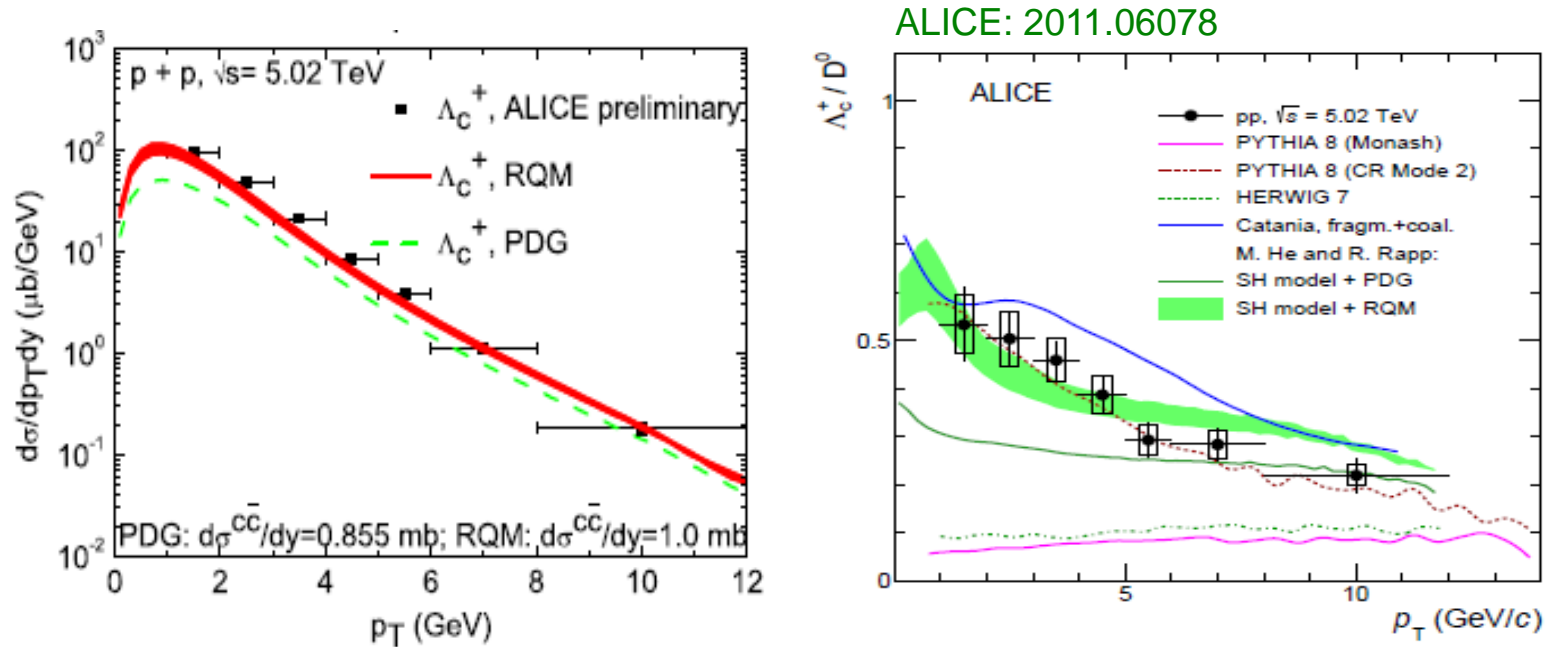 ALICE: 2011.06078
p + p, √s= 5.02 TeV
Λc+, ALICE preliminary
Λc+, RQM
Λc+, PDG
PDG: dσcc̄/dy=0.855 mb; RQM: dσcc̄/dy=1.0 mb
dσ/dpTdy (μb/GeV)
10³
10²
10¹
10⁰
10⁻¹
10⁻²
0 2 4 6 8 10 12
pT (GeV)
Λc+ / D0
ALICE
pp, √s = 5.02 TeV
PYTHIA 8 (Monash)
PYTHIA 8 (CR Mode 2)
HERWIG 7
Catania, fragm.+coal.
M. He and R. Rapp:
SH model + PDG
SH model + RQM
1
0.5
0
5 10
pT (GeV/c)